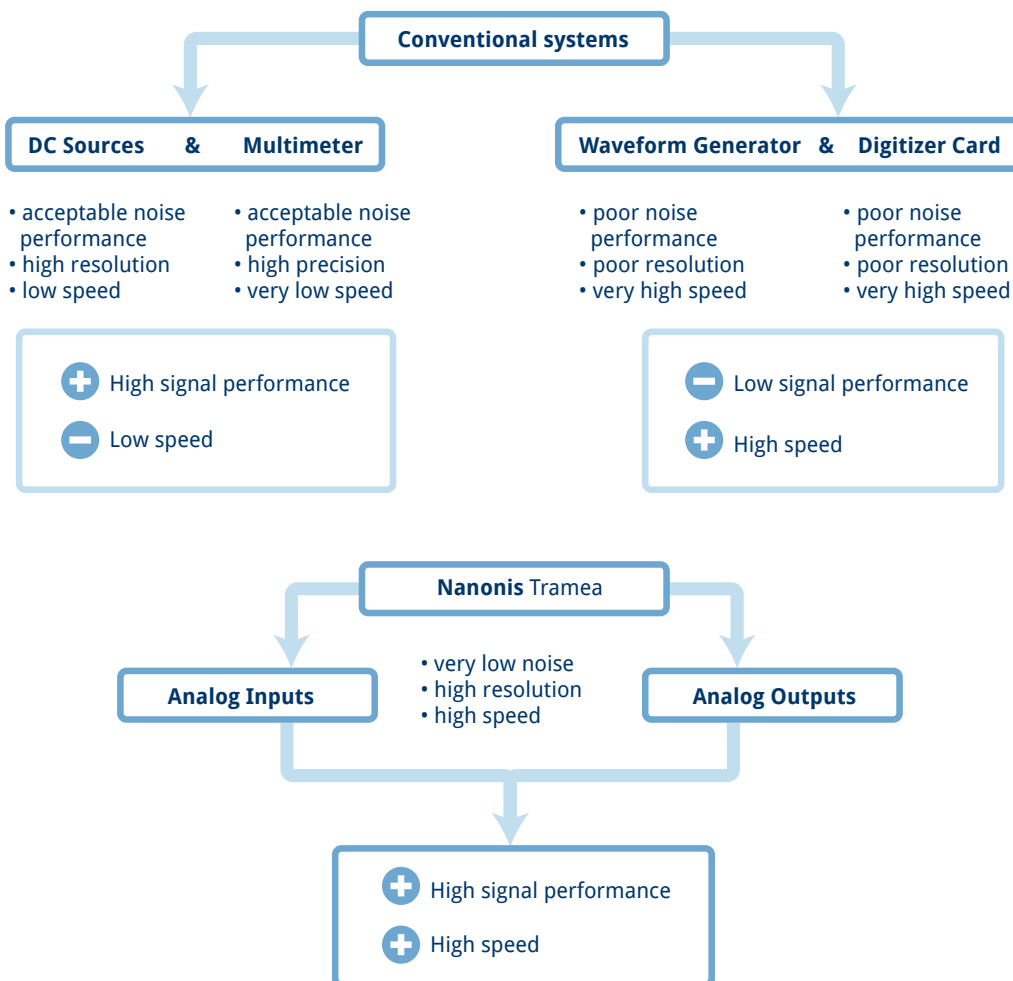 Conventional systems
DC Sources & Multimeter
• acceptable noise
performance
• high resolution
• low speed
• acceptable noise
performance
• high precision
• very low speed
High signal performance
Low speed
Waveform Generator & Digitizer Card
• poor noise
performance
• poor resolution
• very high speed
• poor noise
performance
• poor resolution
• very high speed
Low signal performance
High speed
Nanonis Tramea
Analog Inputs
• very low noise
• high resolution
• high speed
Analog Outputs
High signal performance
High speed